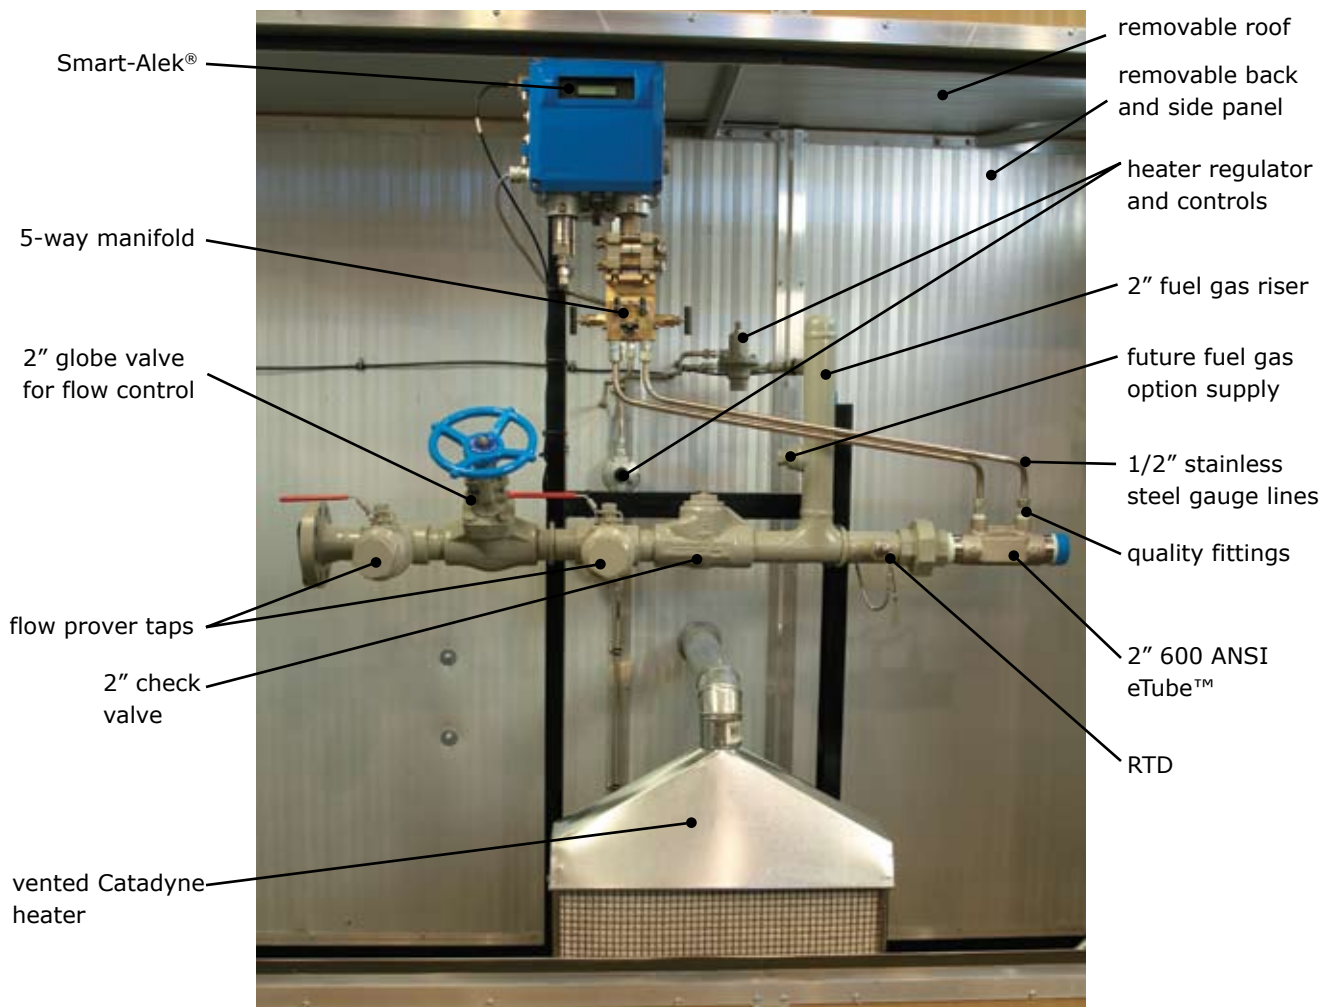 Smart-Alek®
5-way manifold
2” globe valve
for flow control
flow prover taps
2” check
valve
vented Catadyne
heater
removable roof
removable back
and side panel
heater regulator
and controls
2” fuel gas riser
future fuel gas
option supply
1/2” stainless
steel gauge lines
quality fittings
2” 600 ANSI
eTube™
RTD